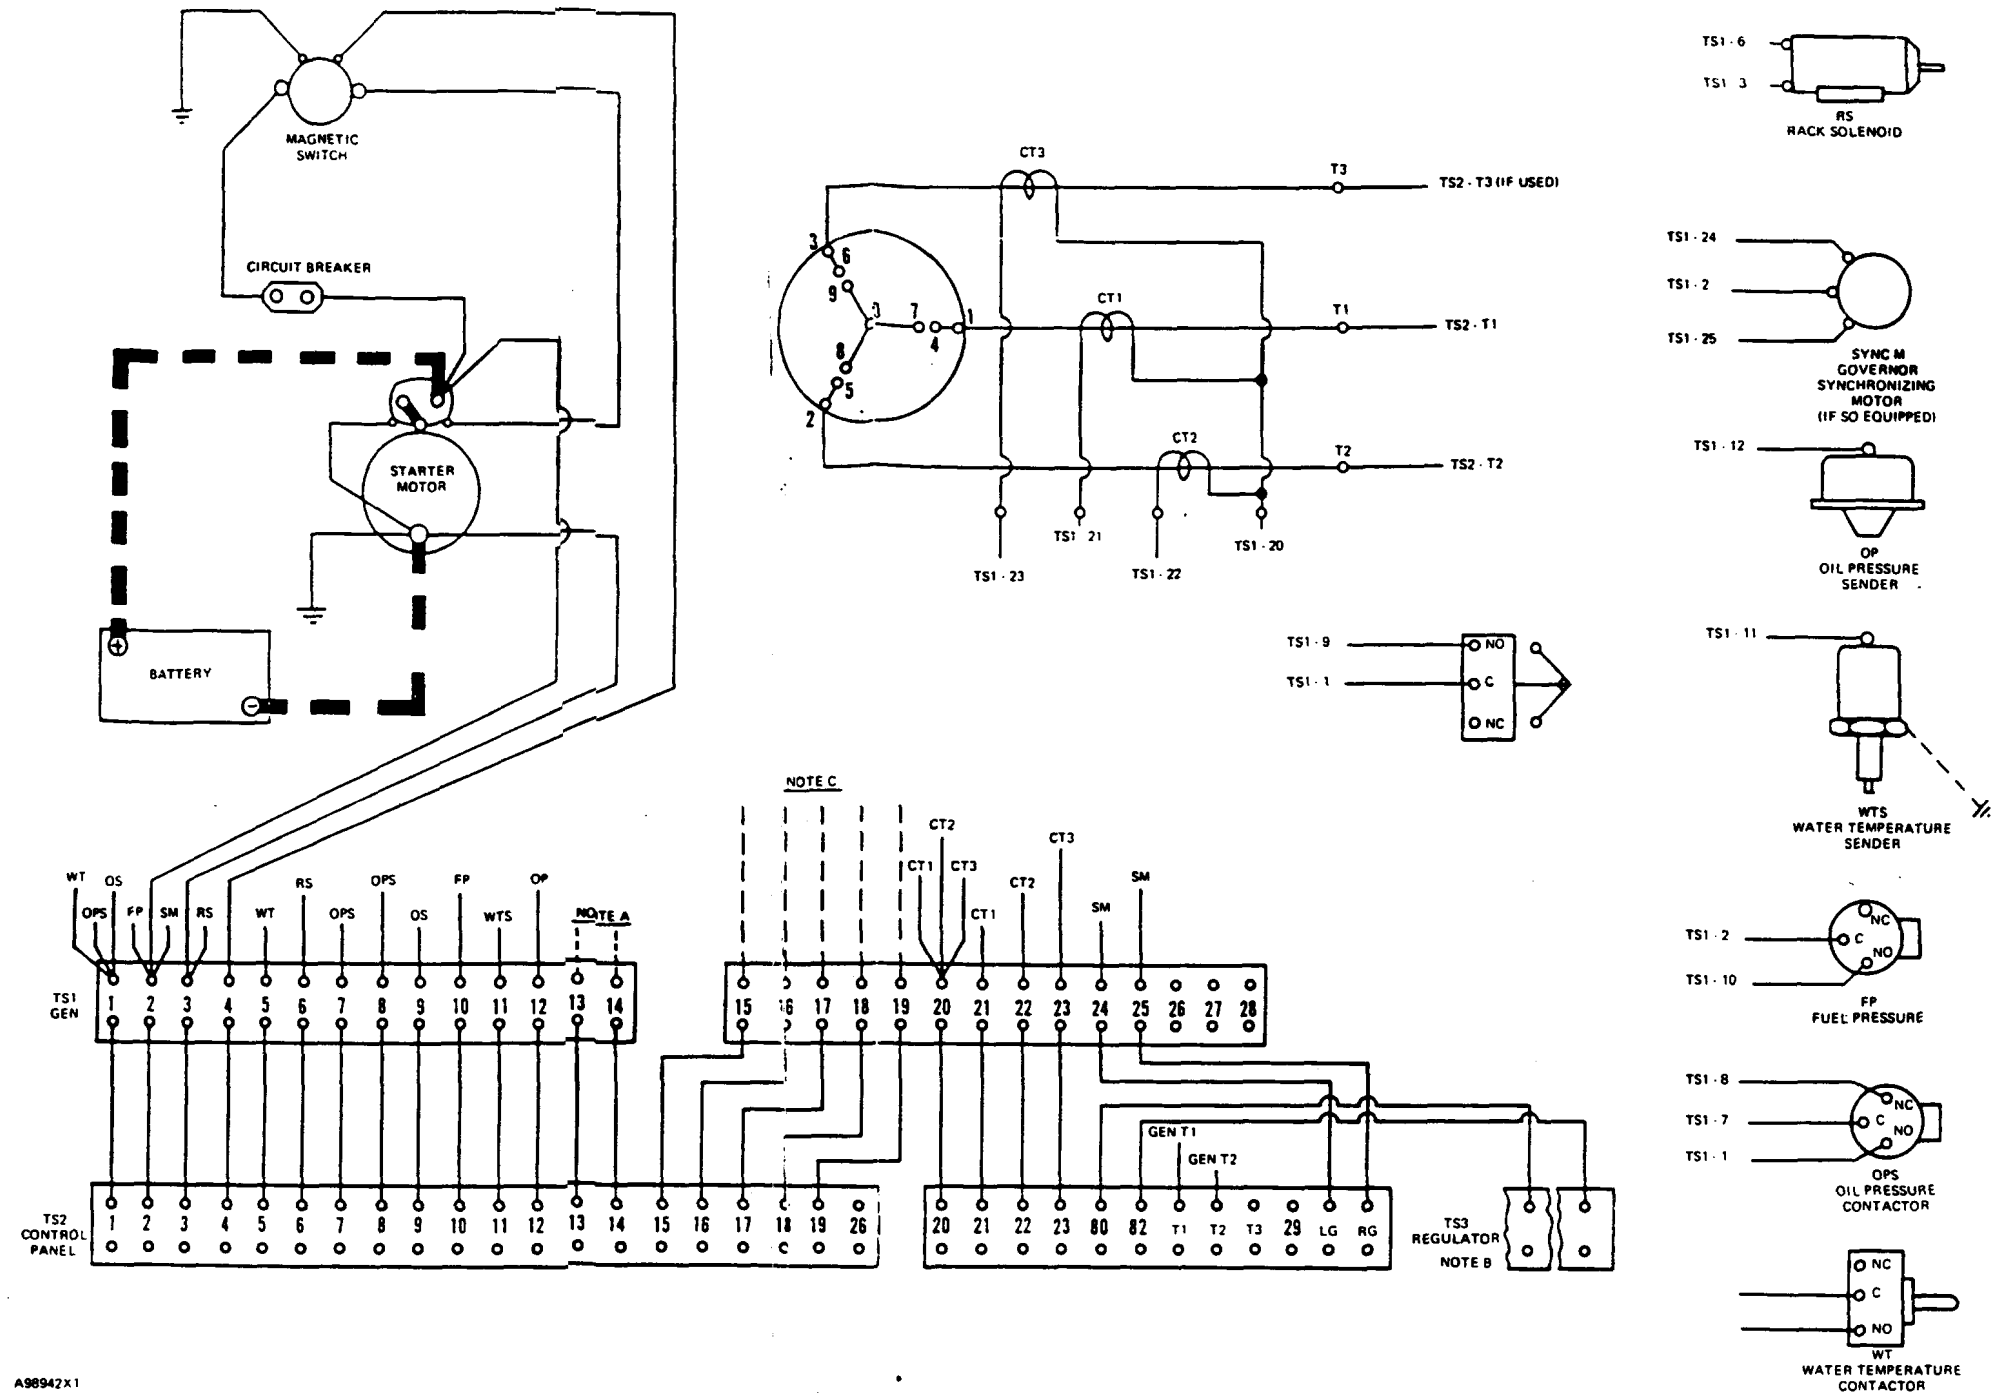 MAGNETIC
SWITCH
CIRCUIT BREAKER
STARTER
MOTOR
BATTERY
+
-
CT3
T3
TS2 - T3 (IF USED)
3
6
9
7
1
4
8
5
2
CT1
T1
TS2 - T1
CT2
T2
TS2 - T2
TS1 21
TS1 - 20
TS1 - 23
TS1 - 22
TS1 - 9
NO
TS1 - 1
C
NC
TS1 - 6
TS1 3
RS
RACK SOLENOID
TS1 - 24
TS1 - 2
TS1 - 25
SYNC M
GOVERNOR
SYNCHRONIZING
MOTOR
(IF SO EQUIPPED)
TS1 - 12
OP
OIL PRESSURE
SENDER
TS1 - 11
WTS
WATER TEMPERATURE
SENDER
NC
TS1 - 2
C
NO
TS1 - 10
FP
FUEL PRESSURE
TS1 - 8
NC
TS1 - 7
C
NO
TS1 - 1
OPS
OIL PRESSURE
CONTACTOR
NC
C
NO
WT
WATER TEMPERATURE
CONTACTOR
NOTE C
WT OS RS OPS FP OP
OPS FP SM RS WT OPS OS WTS NOTE A
CT2 CT3
CT1 CT3 CT2 SM
CT1 SM
TS1
GEN
1 2 3 4 5 6 7 8 9 10 11 12 13 14
15 16 17 18 19 20 21 22 23 24 25 26 27 28
GEN T1
GEN T2
TS2
CONTROL
PANEL
1 2 3 4 5 6 7 8 9 10 11 12 13 14 15 16 17 18 19 26
20 21 22 23 80 82 T1 T2 T3 29 LG RG
TS3
REGULATOR
NOTE B
A98942X1